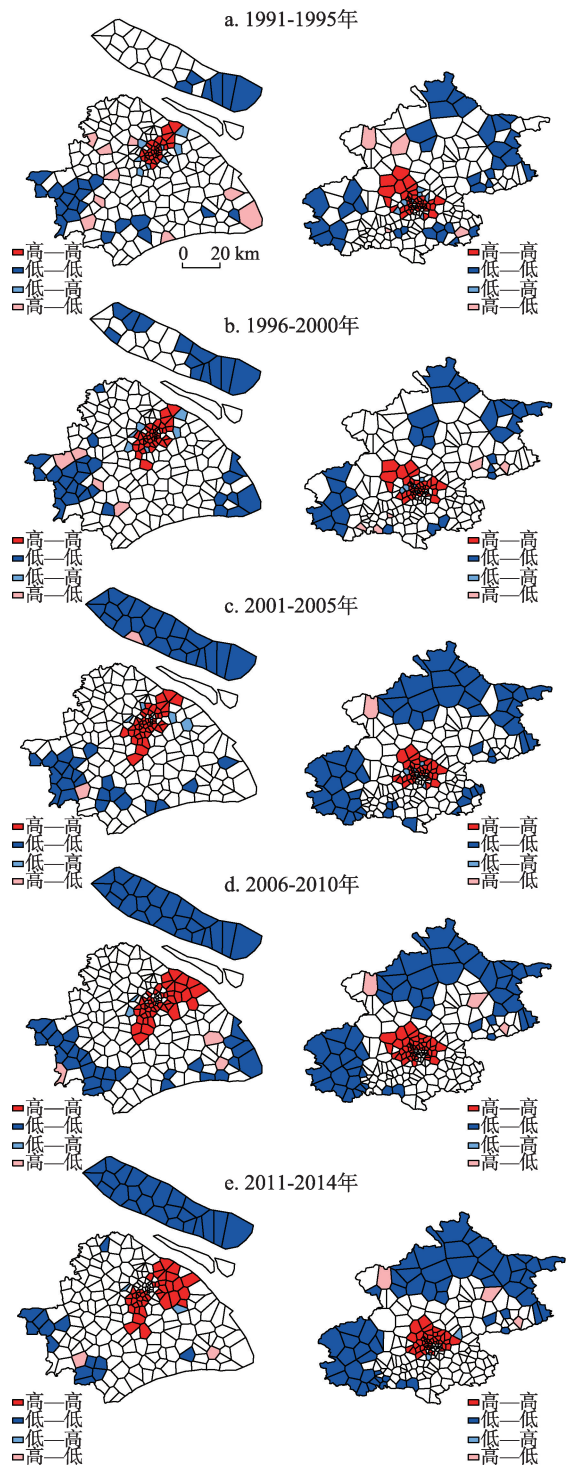 a. 1991-1995年
高—高 高—高
低—低 低—低
低—高 低—高
高—低 高—低
0 20 km
b. 1996-2000年
高—高 高—高
低—低 低—低
低—高 低—高
高—低 高—低
c. 2001-2005年
高—高 高—高
低—低 低—低
低—高 低—高
高—低 高—低
d. 2006-2010年
高—高 高—高
低—低 低—低
低—高 低—高
高—低 高—低
e. 2011-2014年
高—高 高—高
低—低 低—低
低—高 低—高
高—低 高—低